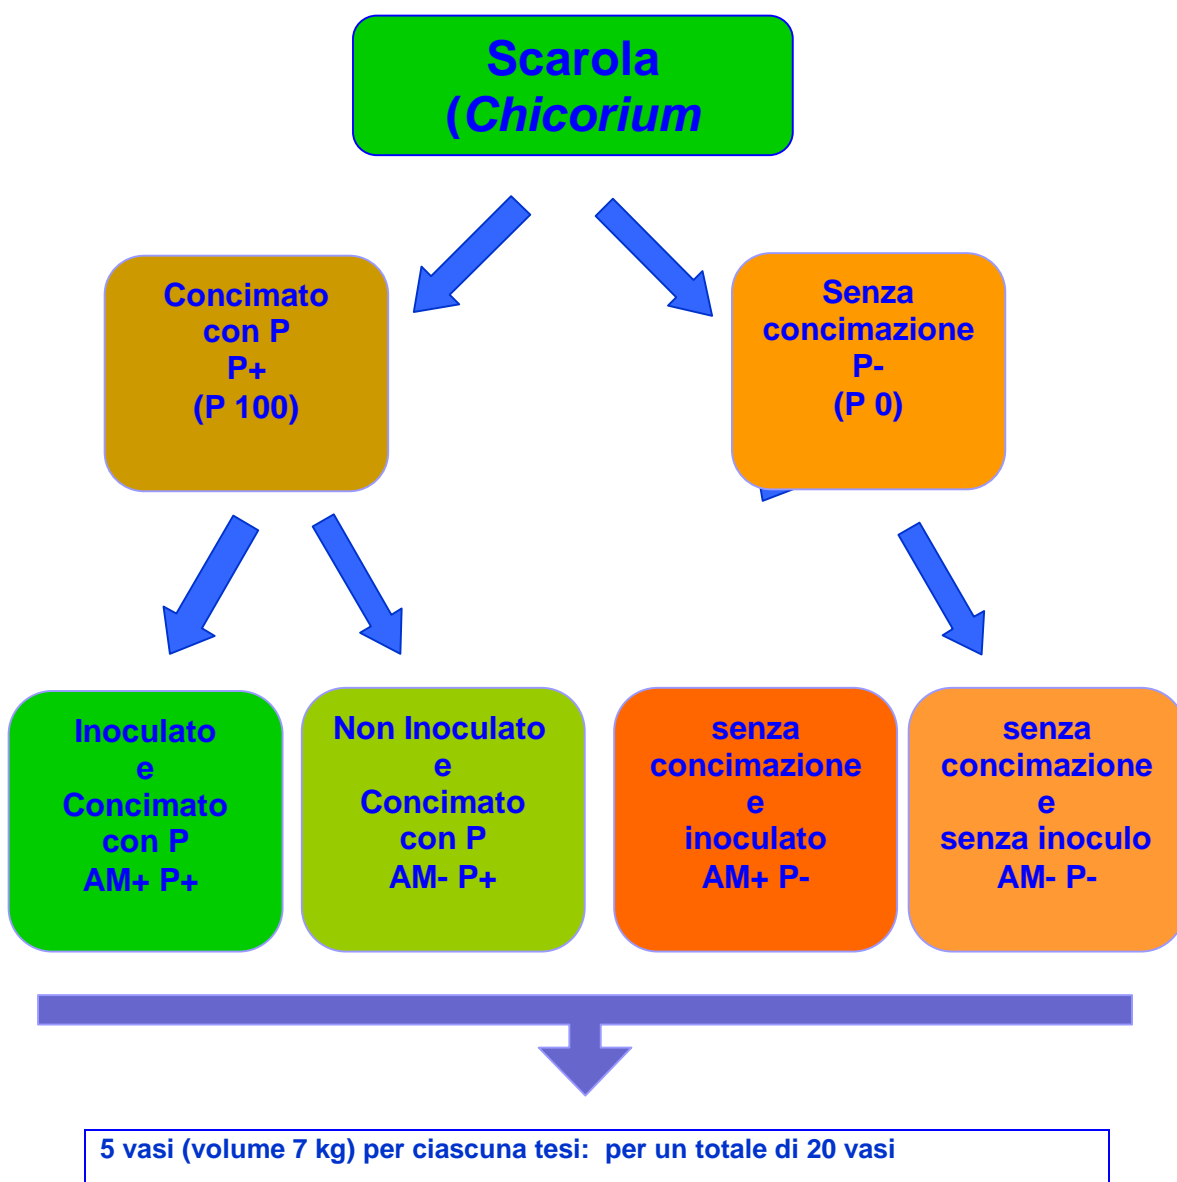 Scarola
(Chicorium
Concimato
con P
P+
(P 100)
Senza
concimazione
P-
(P 0)
Inoculato
e
Concimato
con P
AM+ P+
Non Inoculato
e
Concimato
con P
AM- P+
senza
concimazione
e
inoculato
AM+ P-
senza
concimazione
e
senza inoculo
AM- P-
5 vasi (volume 7 kg) per ciascuna tesi: per un totale di 20 vasi